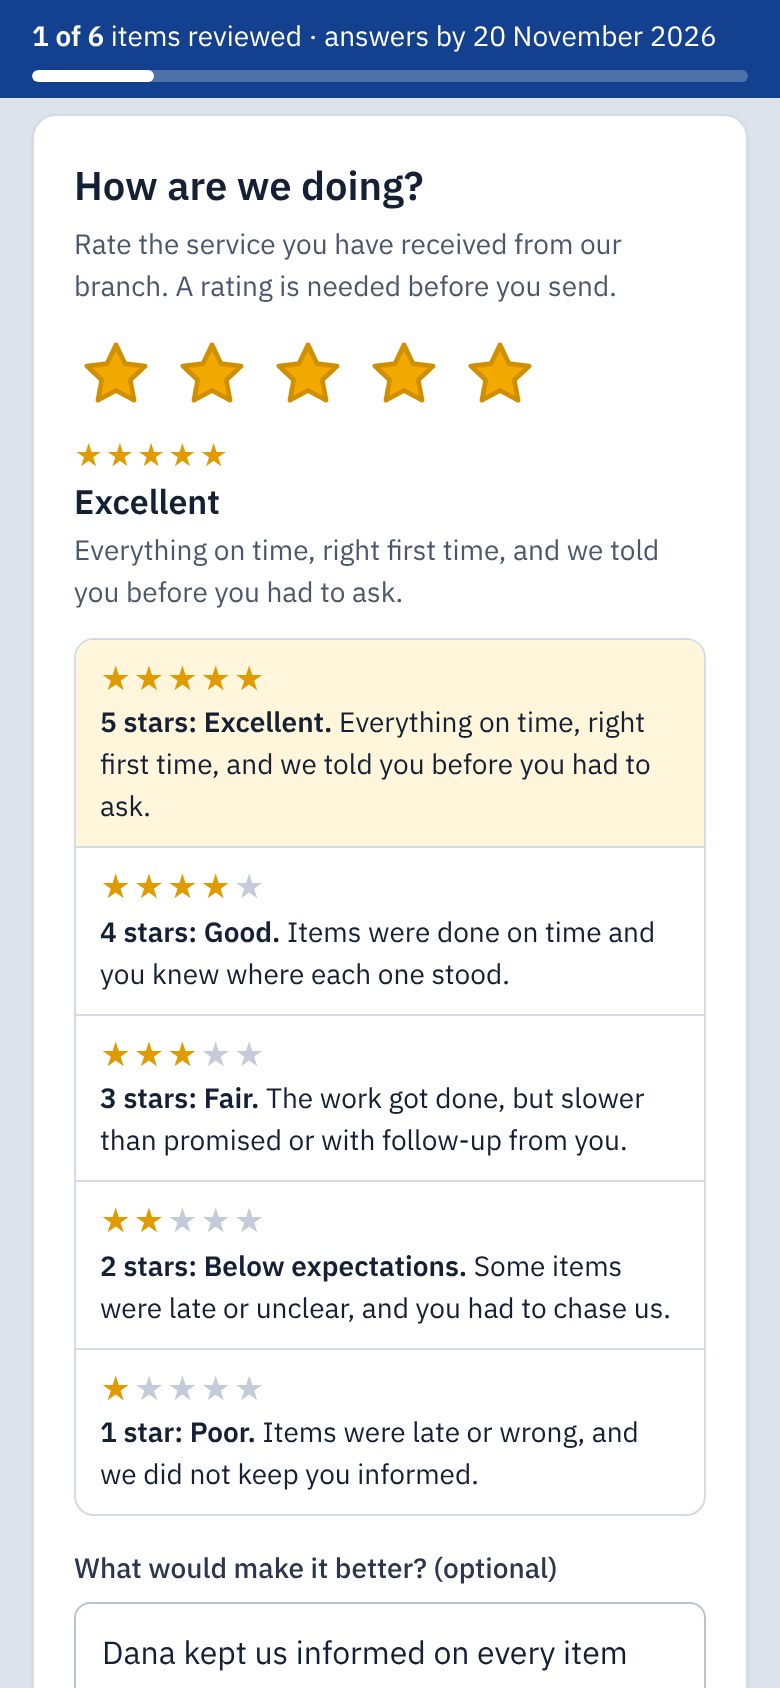 1 of 6 items reviewed · answers by 20 November 2026
How are we doing?
Rate the service you have received from our
branch. A rating is needed before you send.
★★★★★
Excellent
Everything on time, right first time, and we told
you before you had to ask.
★★★★★
5 stars: Excellent. Everything on time, right
first time, and we told you before you had to
ask.
★★★★★
4 stars: Good. Items were done on time and
you knew where each one stood.
★★★★★
3 stars: Fair. The work got done, but slower
than promised or with follow-up from you.
★★★★★
2 stars: Below expectations. Some items
were late or unclear, and you had to chase us.
★★★★★
1 star: Poor. Items were late or wrong, and
we did not keep you informed.
What would make it better? (optional)
Dana kept us informed on every item